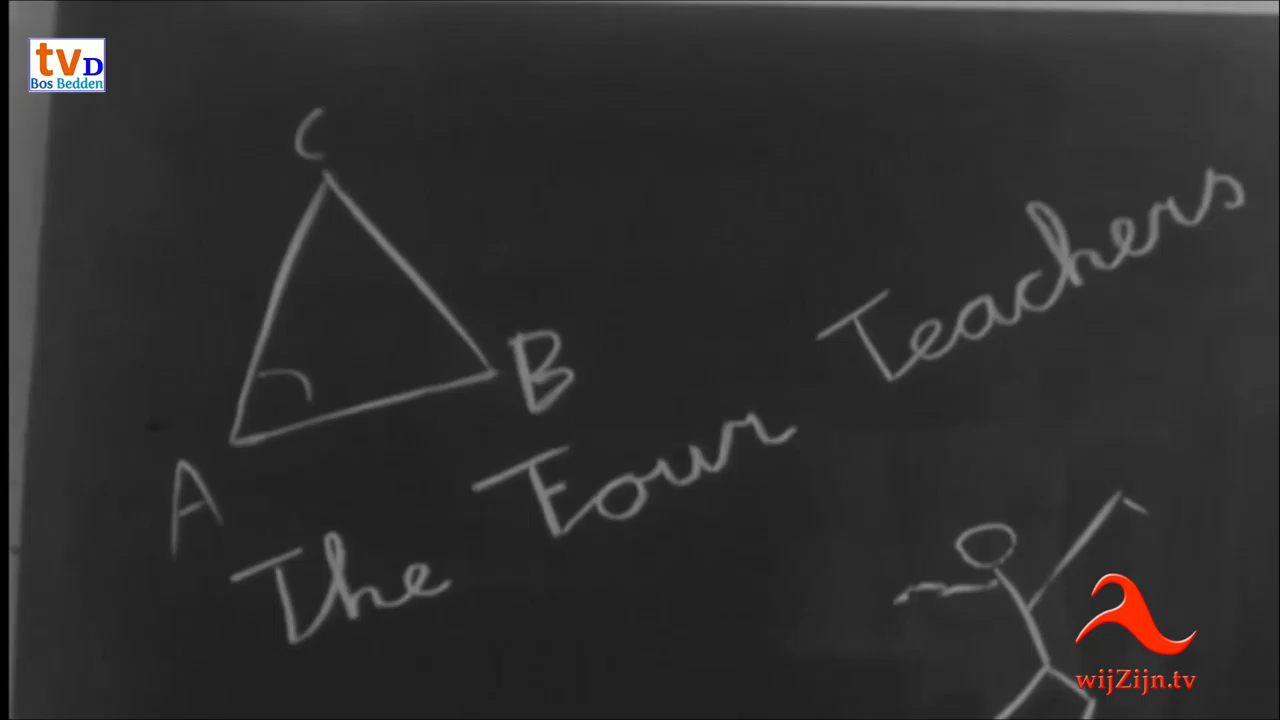 tvD
Bos Bedden
C
B
A
The Four Teachers
wijZijn.tv